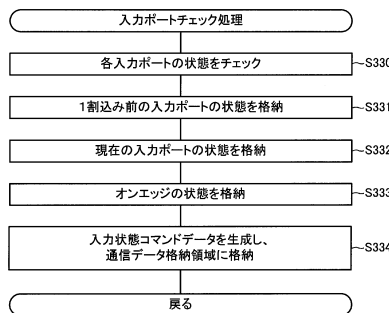 入力ポートチェック処理
各入力ポートの状態をチェック
~S330
1割込み前の入力ポートの状態を格納
~S331
現在の入力ポートの状態を格納
~S332
オンエッジの状態を格納
~S333
入力状態コマンドデータを生成し、
通信データ格納領域に格納
~S334
戻る